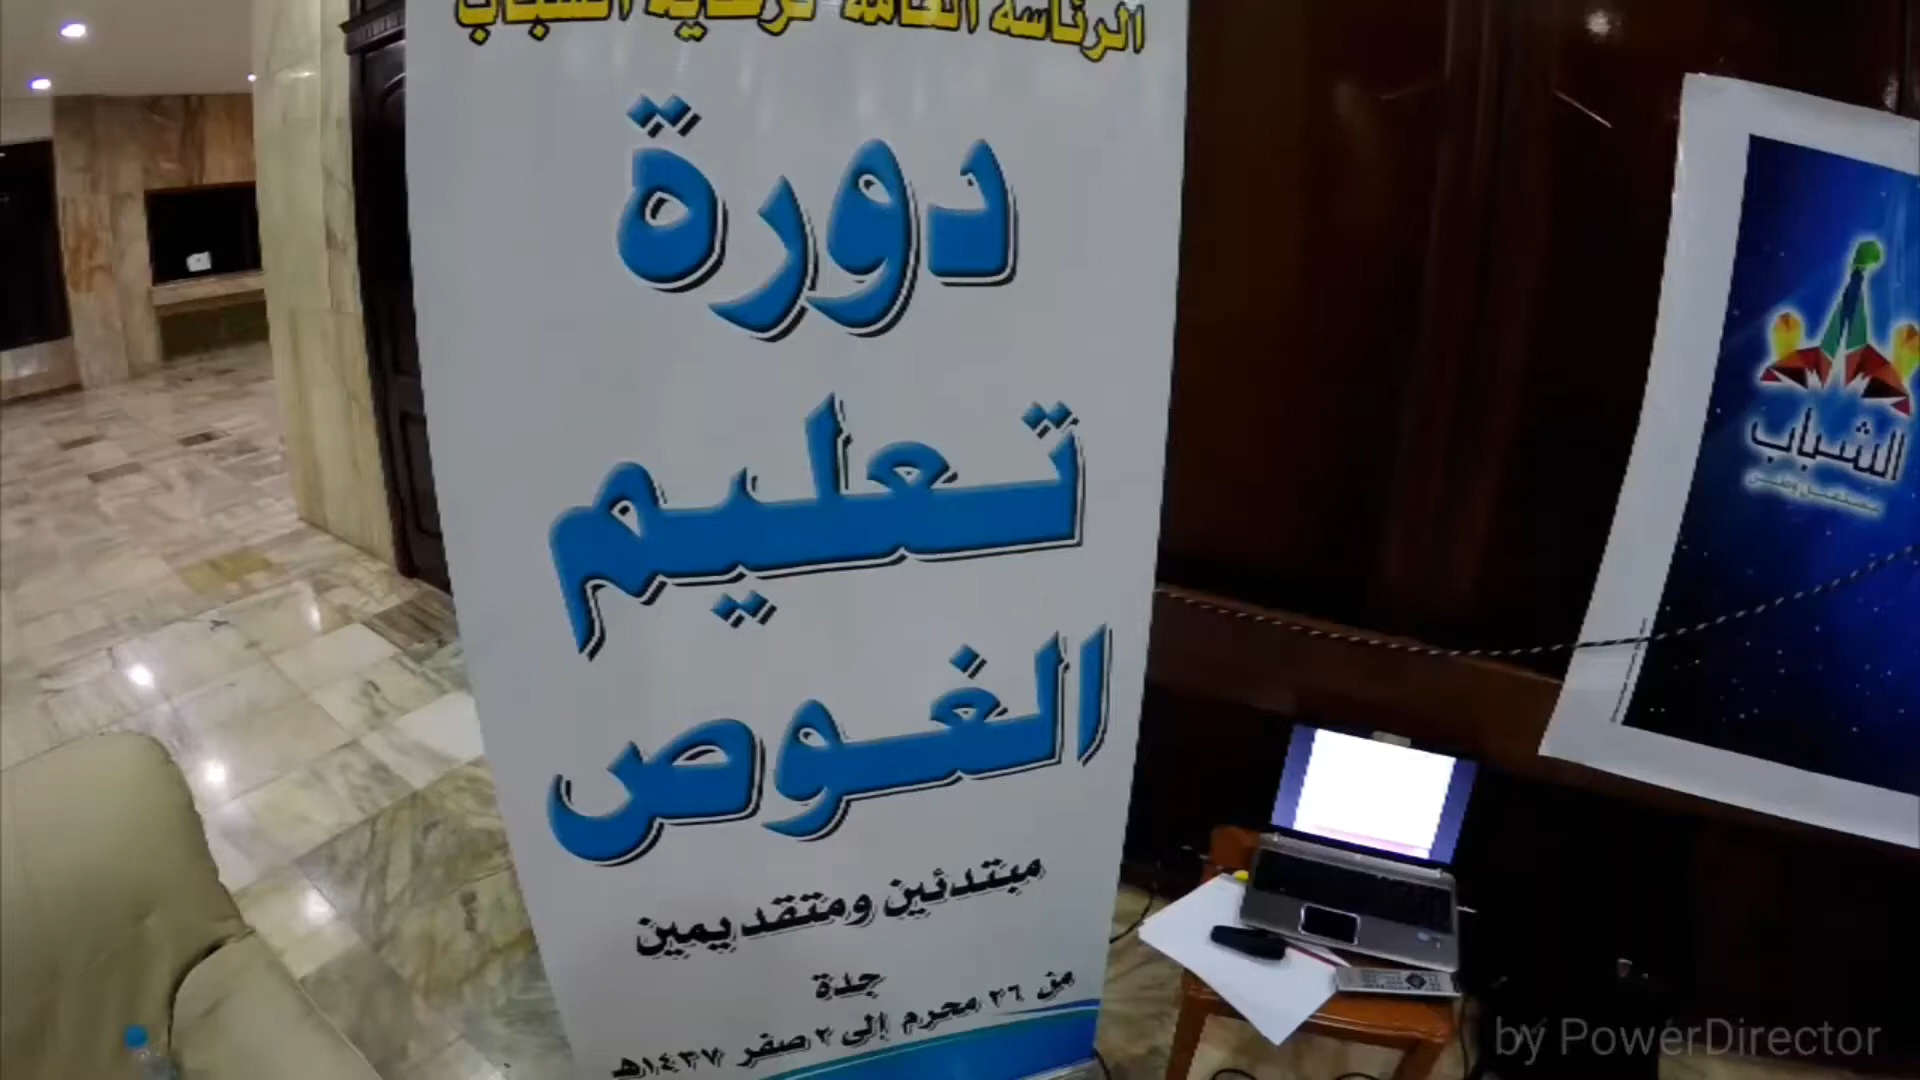 الرئاسة العامة لرعاية الشباب
دورة
تعليم
الغوص
مبتدئين ومتقديمين
جدة
من ٢٦ محرم إلى ٢ صفر ١٤٣٧هـ
الشباب
by PowerDirector